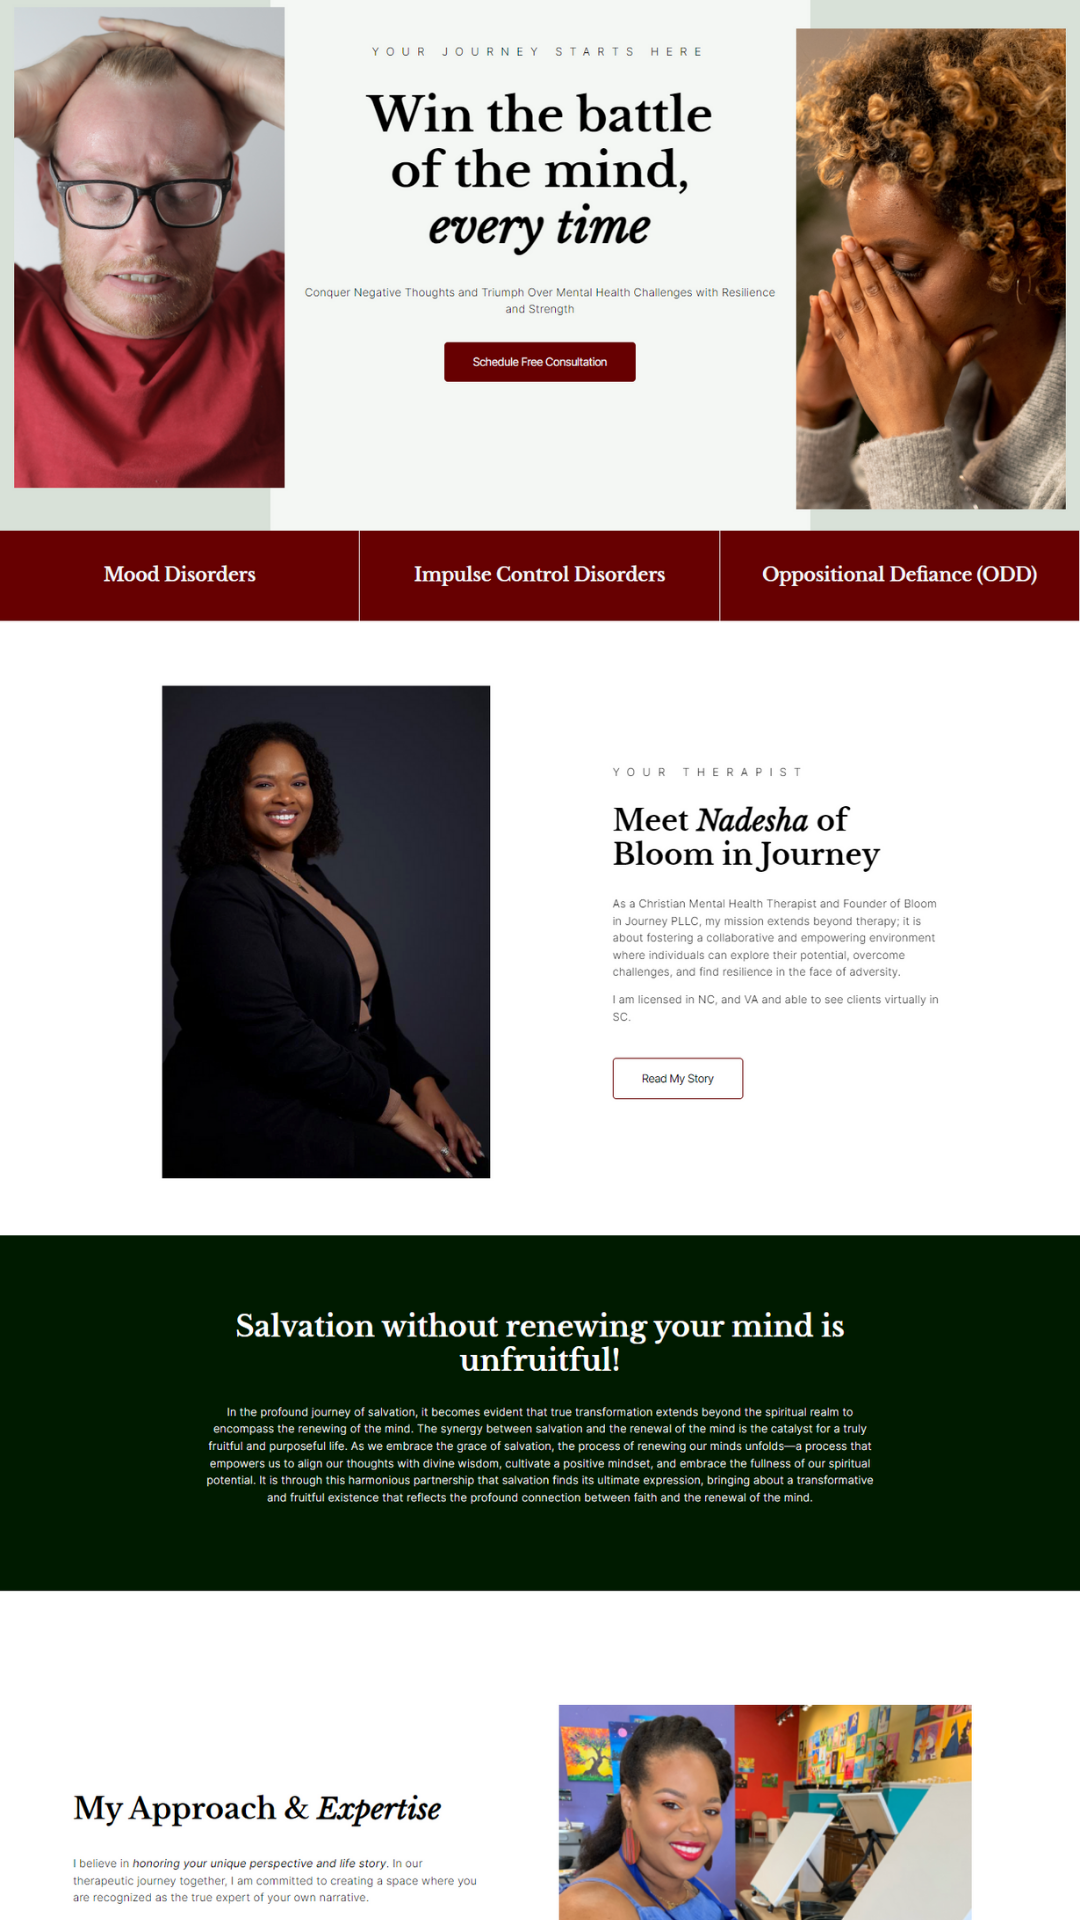 YOUR JOURNEY STARTS HERE
Win the battle
of the mind,
every time
Conquer Negative Thoughts and Triumph Over Mental Health Challenges with Resilience
and Strength
Schedule Free Consultation
Mood Disorders
Impulse Control Disorders
Oppositional Defiance (ODD)
YOUR THERAPIST
Meet Nadesha of
Bloom in Journey
As a Christian Mental Health Therapist and Founder of Bloom
in Journey PLLC, my mission extends beyond therapy; it is
about fostering a collaborative and empowering environment
where individuals can explore their potential, overcome
challenges, and find resilience in the face of adversity.
I am licensed in NC, and VA and able to see clients virtually in
SC.
Read My Story
Salvation without renewing your mind is
unfruitful!
In the profound journey of salvation, it becomes evident that true transformation extends beyond the spiritual realm to
encompass the renewing of the mind. The synergy between salvation and the renewal of the mind is the catalyst for a truly
fruitful and purposeful life. As we embrace the grace of salvation, the process of renewing our minds unfolds—a process that
empowers us to align our thoughts with divine wisdom, cultivate a positive mindset, and embrace the fullness of our spiritual
potential. It is through this harmonious partnership that salvation finds its ultimate expression, bringing about a transformative
and fruitful existence that reflects the profound connection between faith and the renewal of the mind.
My Approach & Expertise
I believe in honoring your unique perspective and life story. In our
therapeutic journey together, I am committed to creating a space where you
are recognized as the true expert of your own narrative.